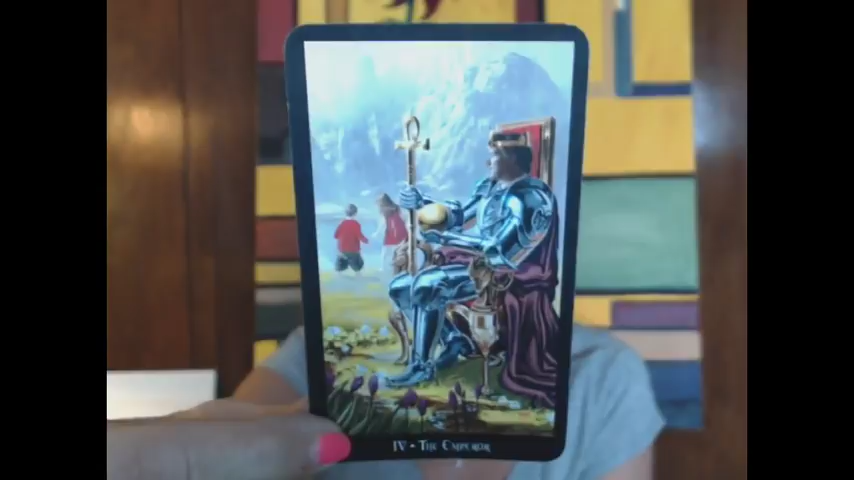 IV • The Emperor